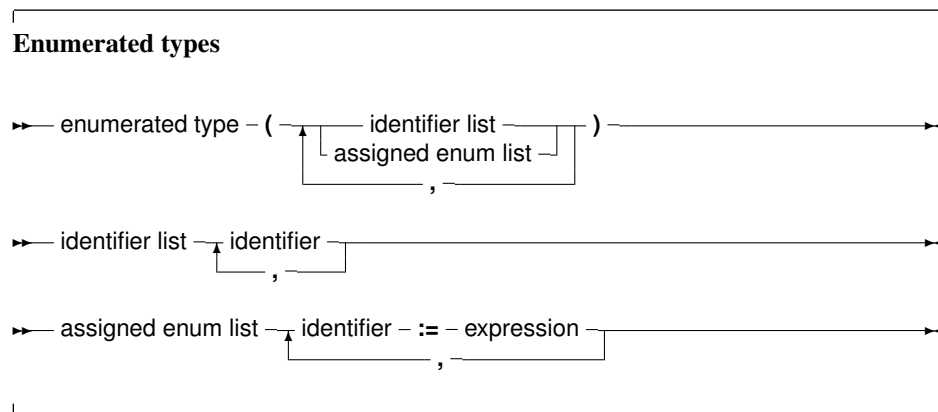 Enumerated types
enumerated type ( identifier list )
assigned enum list
,
identifier list identifier
,
assigned enum list identifier := expression
,